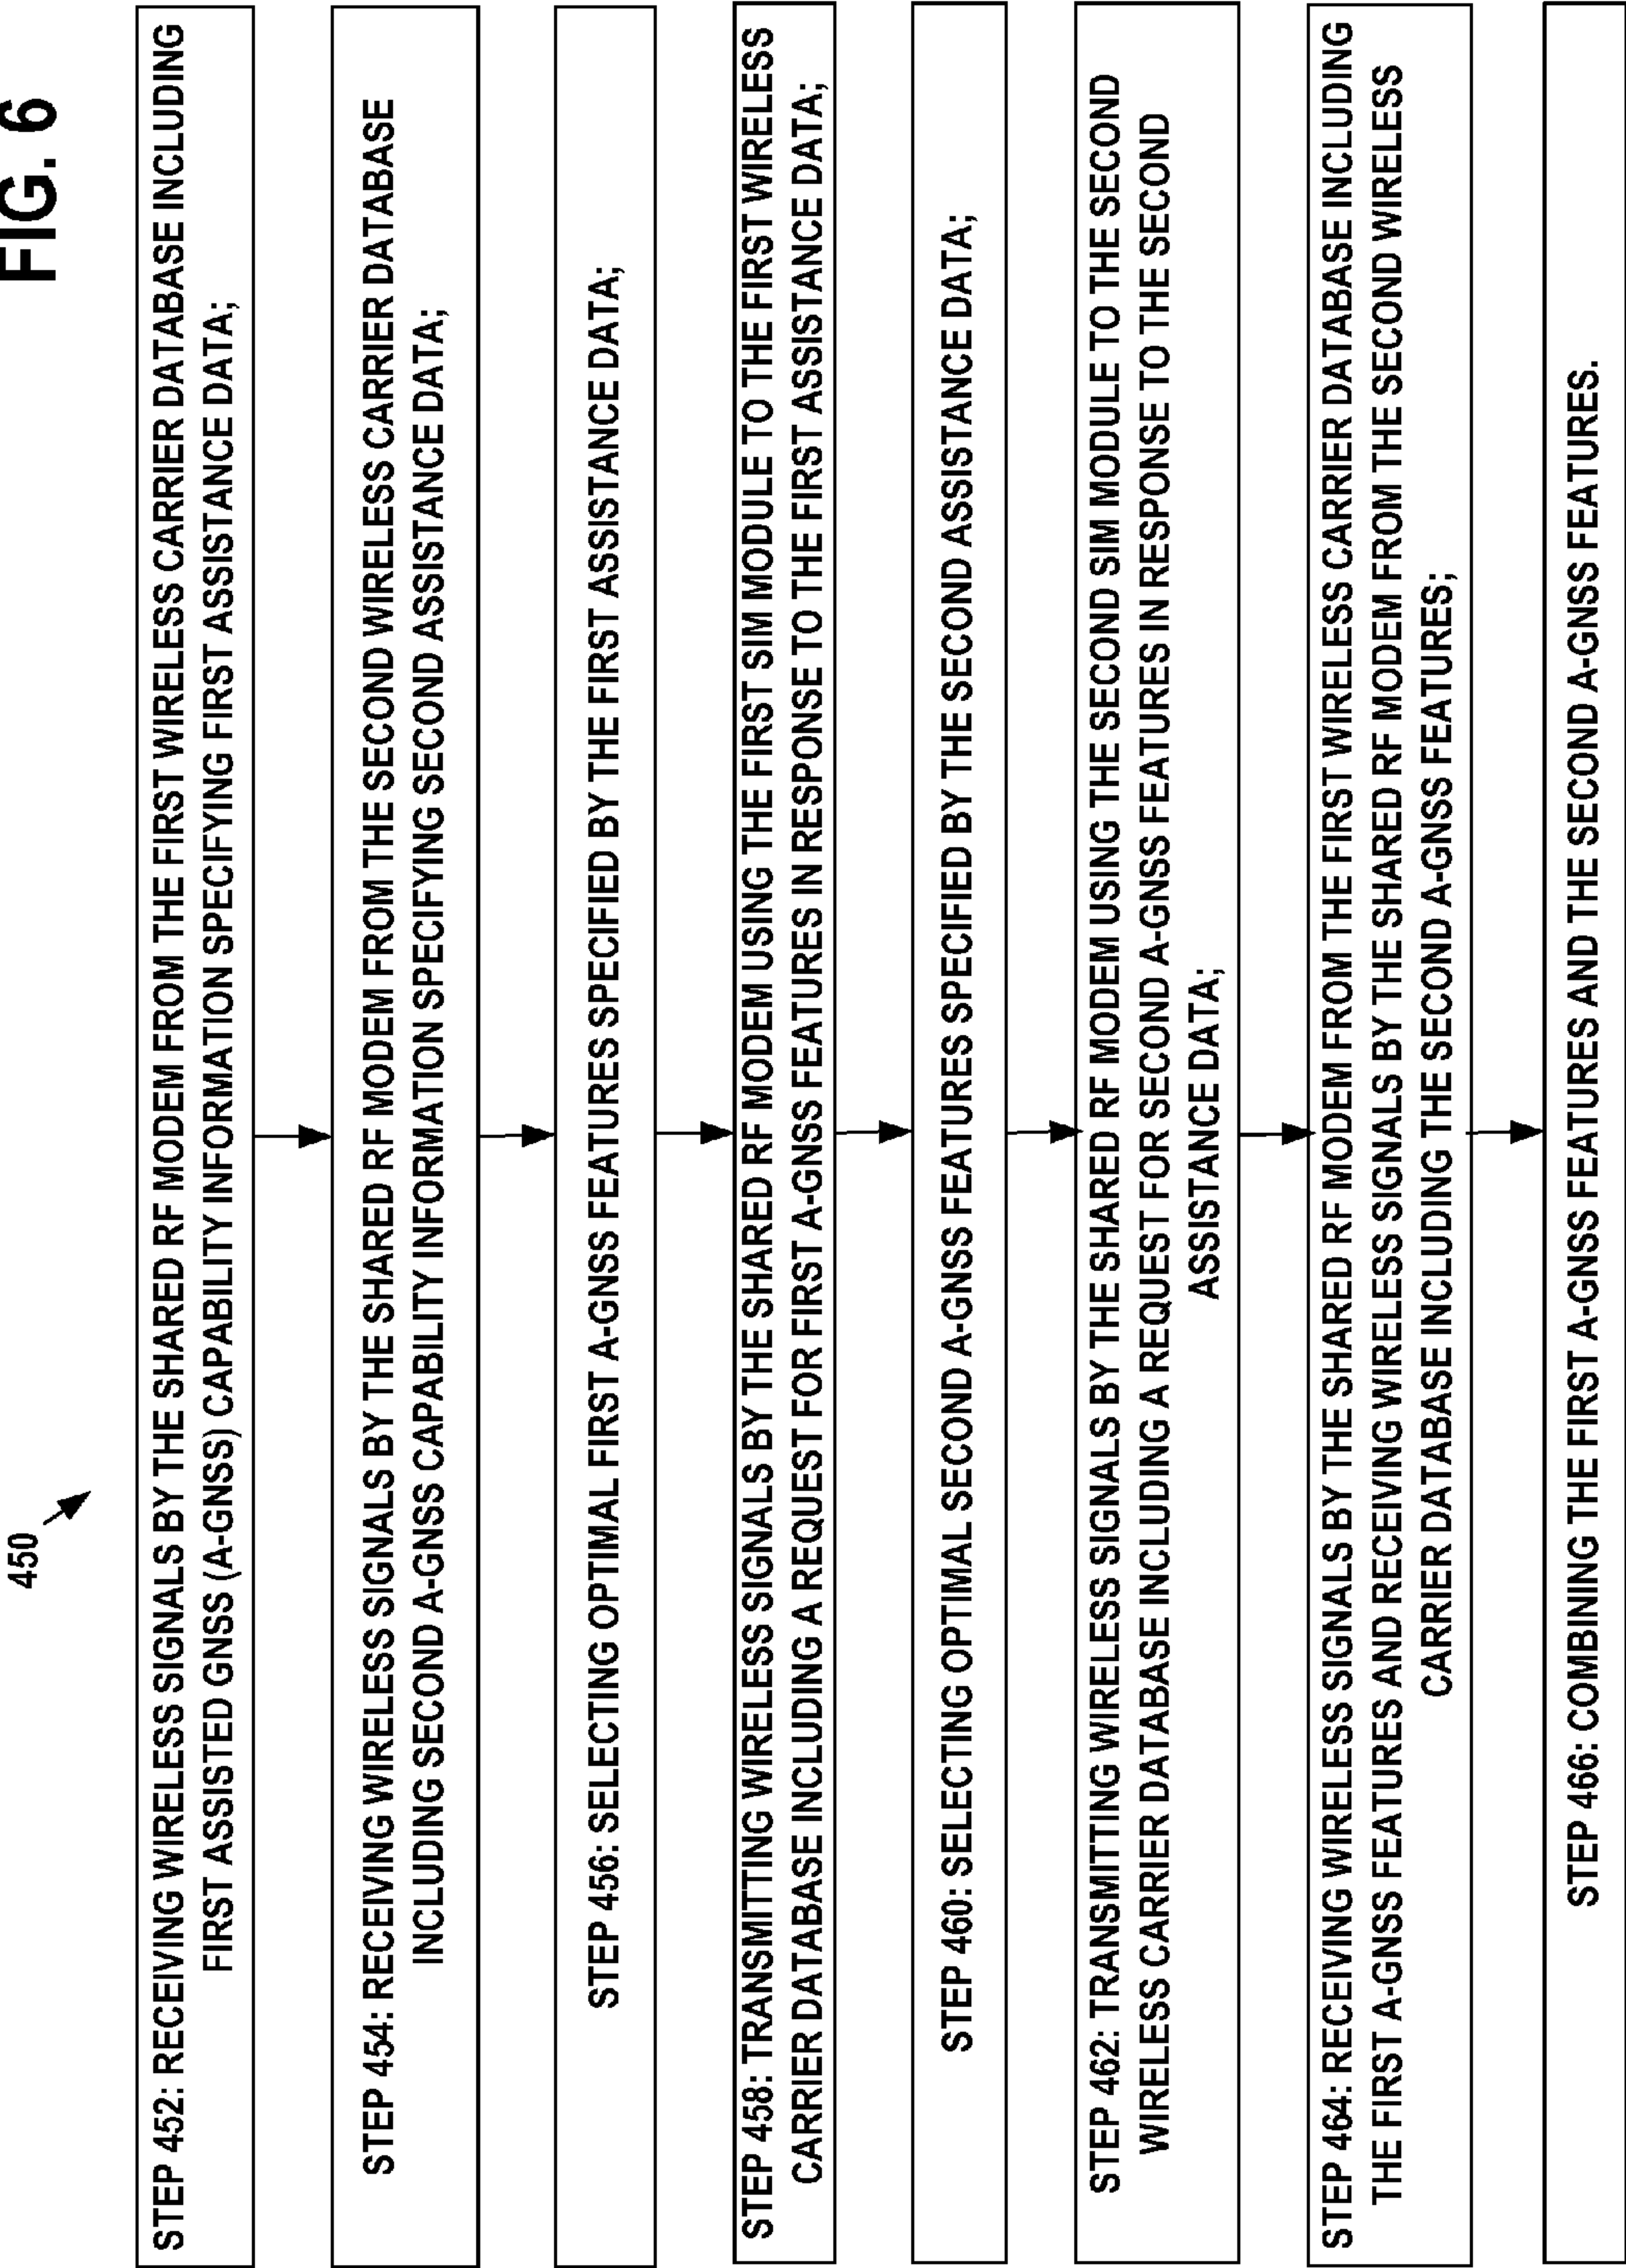 FIG. 6
450
STEP 452: RECEIVING WIRELESS SIGNALS BY THE SHARED RF MODEM FROM THE FIRST WIRELESS CARRIER DATABASE INCLUDING
FIRST ASSISTED GNSS (A-GNSS) CAPABILITY INFORMATION SPECIFYING FIRST ASSISTANCE DATA;
STEP 454: RECEIVING WIRELESS SIGNALS BY THE SHARED RF MODEM FROM THE SECOND WIRELESS CARRIER DATABASE
INCLUDING SECOND A-GNSS CAPABILITY INFORMATION SPECIFYING SECOND ASSISTANCE DATA;
STEP 456: SELECTING OPTIMAL FIRST A-GNSS FEATURES SPECIFIED BY THE FIRST ASSISTANCE DATA;
STEP 458: TRANSMITTING WIRELESS SIGNALS BY THE SHARED RF MODEM USING THE FIRST SIM MODULE TO THE FIRST WIRELESS
CARRIER DATABASE INCLUDING A REQUEST FOR FIRST A-GNSS FEATURES IN RESPONSE TO THE FIRST ASSISTANCE DATA;
STEP 460: SELECTING OPTIMAL SECOND A-GNSS FEATURES SPECIFIED BY THE SECOND ASSISTANCE DATA;
STEP 462: TRANSMITTING WIRELESS SIGNALS BY THE SHARED RF MODEM USING THE SECOND SIM MODULE TO THE SECOND
WIRELESS CARRIER DATABASE INCLUDING A REQUEST FOR SECOND A-GNSS FEATURES IN RESPONSE TO THE SECOND
ASSISTANCE DATA;
STEP 464: RECEIVING WIRELESS SIGNALS BY THE SHARED RF MODEM FROM THE FIRST WIRELESS CARRIER DATABASE INCLUDING
THE FIRST A-GNSS FEATURES AND RECEIVING WIRELESS SIGNALS BY THE SHARED RF MODEM FROM THE SECOND WIRELESS
CARRIER DATABASE INCLUDING THE SECOND A-GNSS FEATURES;
STEP 466: COMBINING THE FIRST A-GNSS FEATURES AND THE SECOND A-GNSS FEATURES.